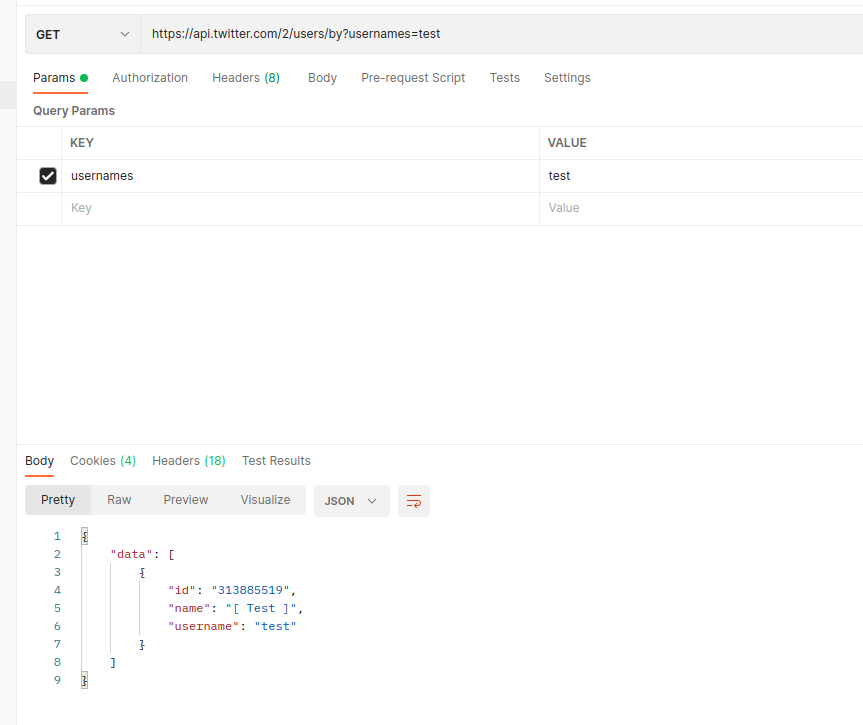 GET https://api.twitter.com/2/users/by?usernames=test
Params Authorization Headers (8) Body Pre-request Script Tests Settings
Query Params
KEY VALUE
usernames test
Key Value
Body Cookies (4) Headers (18) Test Results
Pretty Raw Preview Visualize JSON
1 {
2 "data": [
3 {
4 "id": "313885519",
5 "name": "[ Test ]",
6 "username": "test"
7 }
8 ]
9 }